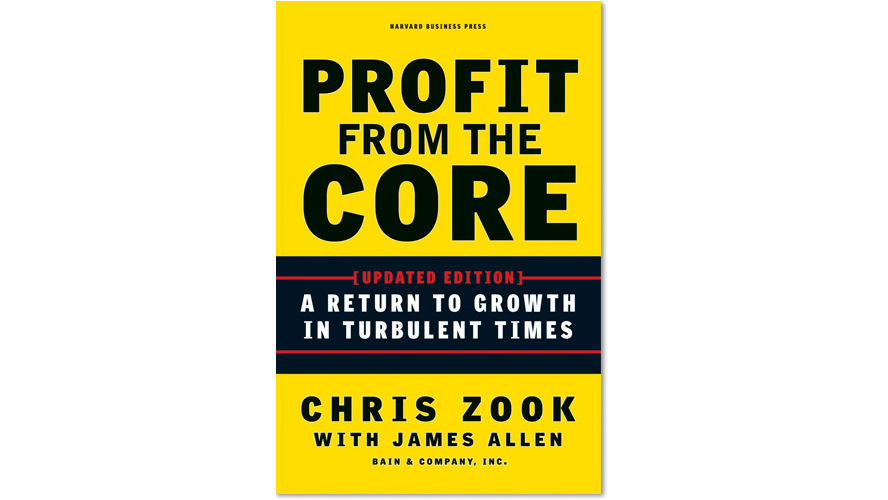 HARVARD BUSINESS PRESS
PROFIT
FROM THE
CORE
[UPDATED EDITION]
A RETURN TO GROWTH
IN TURBULENT TIMES
CHRIS ZOOK
WITH JAMES ALLEN
BAIN & COMPANY, INC.